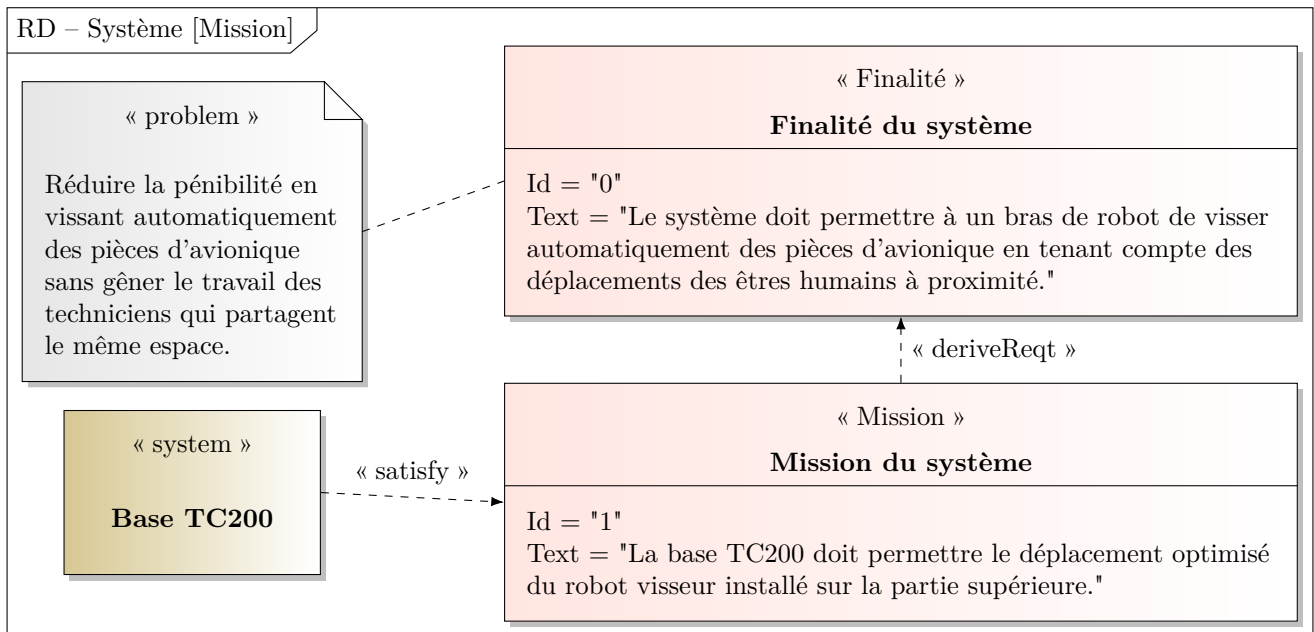 RD – Système [Mission]
« problem »
Réduire la pénibilité en
vissant automatiquement
des pièces d'avionique
sans gêner le travail des
techniciens qui partagent
le même espace.
« Finalité »
Finalité du système
Id = "0"
Text = "Le système doit permettre à un bras de robot de visser
automatiquement des pièces d'avionique en tenant compte des
déplacements des êtres humains à proximité."
« deriveReqt »
« system »
Base TC200
« satisfy »
« Mission »
Mission du système
Id = "1"
Text = "La base TC200 doit permettre le déplacement optimisé
du robot visseur installé sur la partie supérieure."